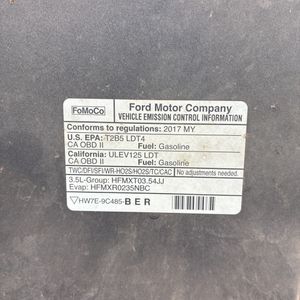 FoMoCo
Ford Motor Company
VEHICLE EMISSION CONTROL INFORMATION
Conforms to regulations: 2017 MY
U.S. EPA: T2B5 LDT4
CA OBD II Fuel: Gasoline
California: ULEV125 LDT
CA OBD II Fuel: Gasoline
TWC/DFI/SFI/WR-HO2S/HO2S/TC/CAC No adjustments needed.
3.5L-Group: HFMXT03.54JJ
Evap: HFMXR0235NBC
HW7E-9C485-BER